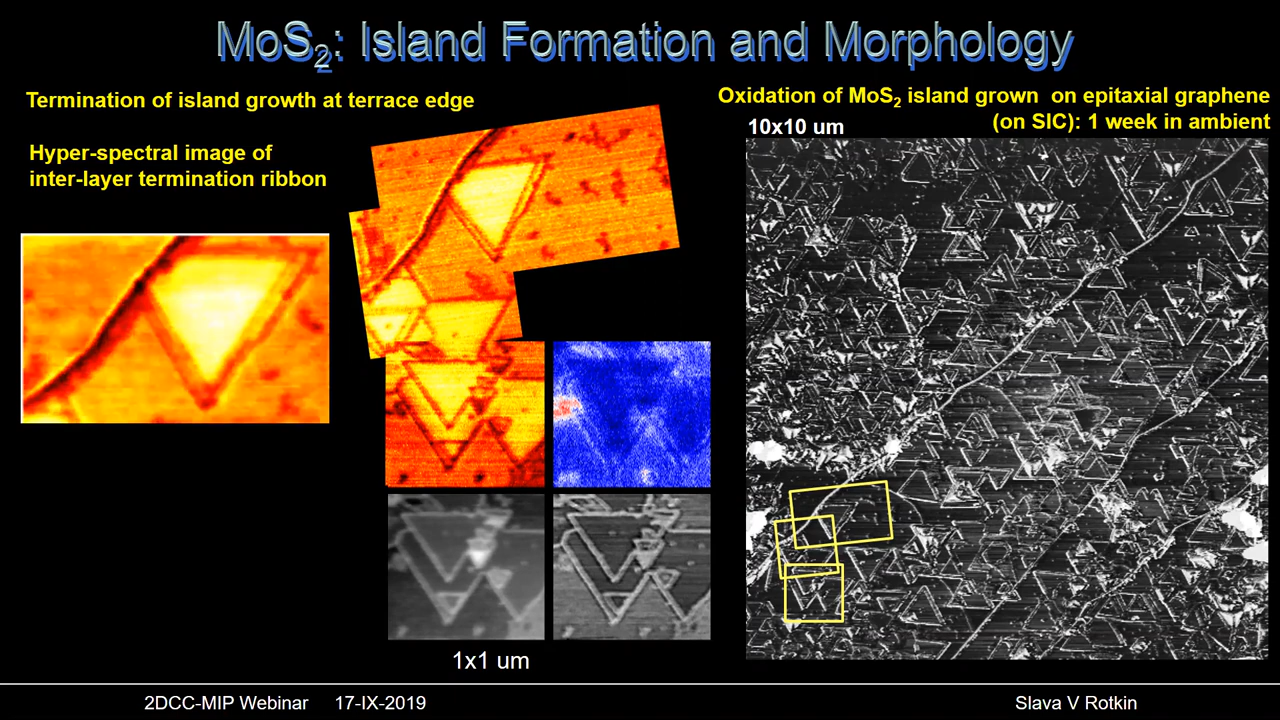 MoS2: Island Formation and Morphology
Termination of island growth at terrace edge
Hyper-spectral image of
inter-layer termination ribbon
Oxidation of MoS2 island grown on epitaxial graphene
(on SIC): 1 week in ambient
10x10 um
1x1 um
2DCC-MIP Webinar 17-IX-2019
Slava V Rotkin